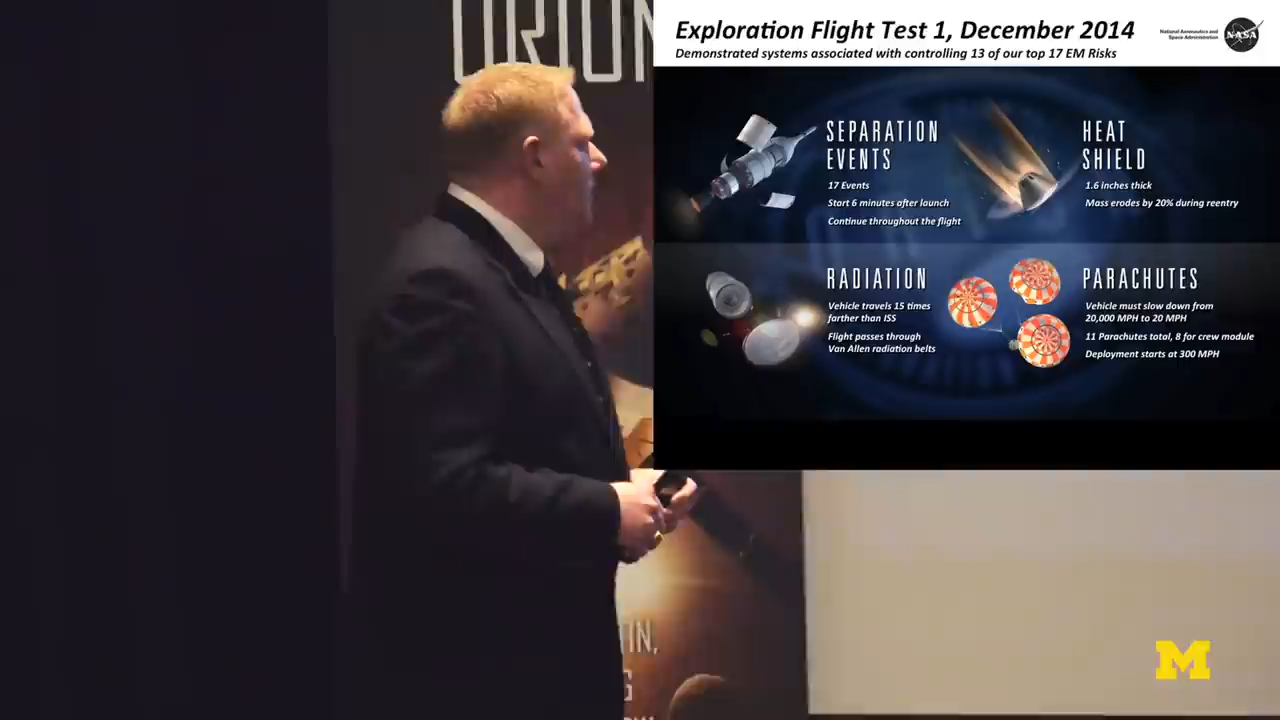 ORION
Exploration Flight Test 1, December 2014
Demonstrated systems associated with controlling 13 of our top 17 EM Risks
National Aeronautics and
Space Administration
NASA
SEPARATION
EVENTS
17 Events
Start 6 minutes after launch
Continue throughout the flight
HEAT
SHIELD
1.6 inches thick
Mass erodes by 20% during reentry
RADIATION
Vehicle travels 15 times
farther than ISS
Flight passes through
Van Allen radiation belts
PARACHUTES
Vehicle must slow down from
20,000 MPH to 20 MPH
11 Parachutes total, 8 for crew module
Deployment starts at 300 MPH
IN,
G
M